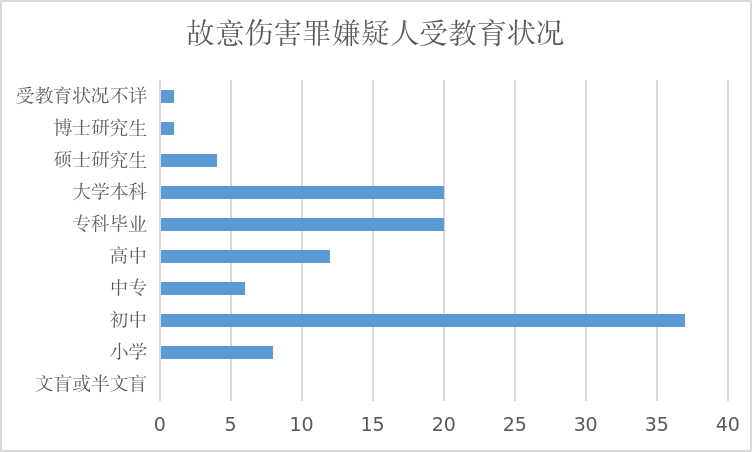 故意伤害罪嫌疑人受教育状况
受教育状况不详
博士研究生
硕士研究生
大学本科
专科毕业
高中
中专
初中
小学
文盲或半文盲
0 5 10 15 20 25 30 35 40